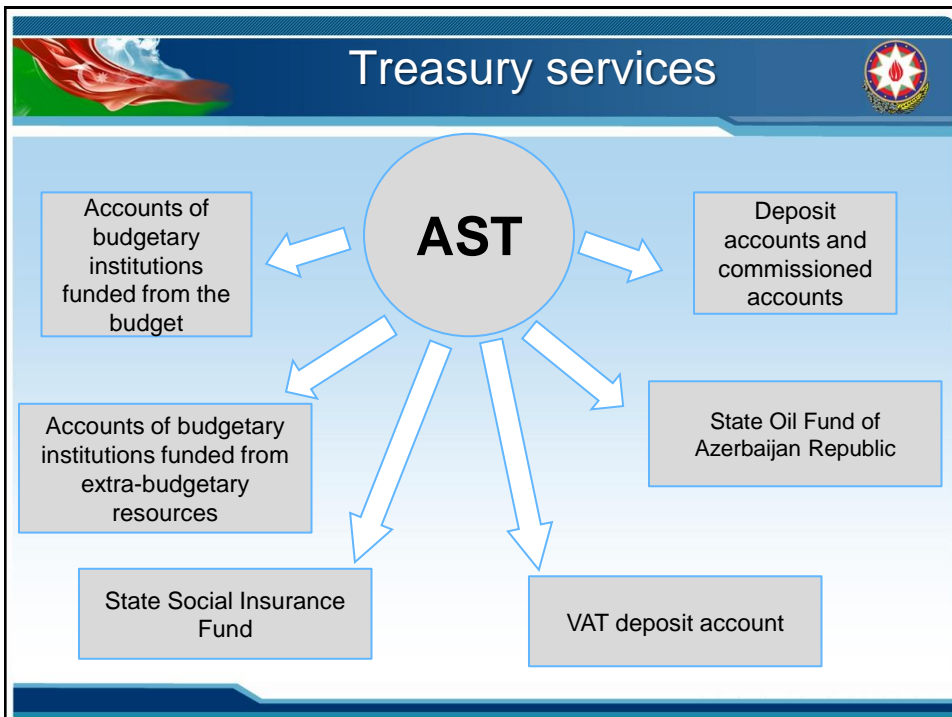 Treasury services
AST
Accounts of
budgetary
institutions
funded from the
budget
Deposit
accounts and
commissioned
accounts
Accounts of budgetary
institutions funded from
extra-budgetary
resources
State Oil Fund of
Azerbaijan Republic
State Social Insurance
Fund
VAT deposit account